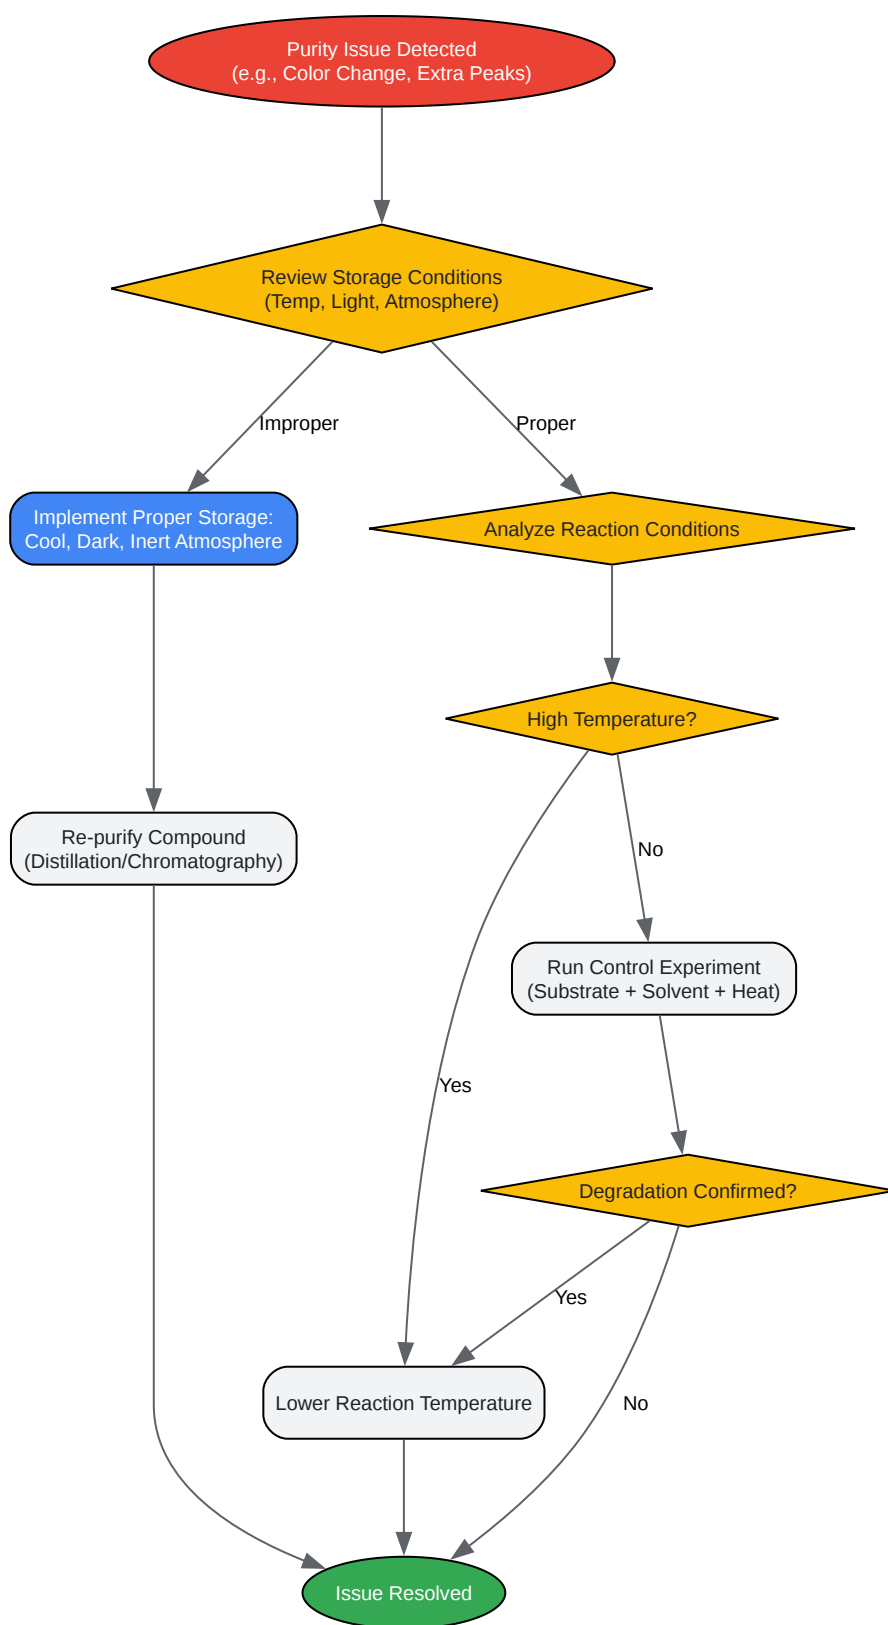 Purity Issue Detected
(e.g., Color Change, Extra Peaks)
Review Storage Conditions
(Temp, Light, Atmosphere)
Improper
Proper
Implement Proper Storage:
Cool, Dark, Inert Atmosphere
Analyze Reaction Conditions
High Temperature?
Re-purify Compound
(Distillation/Chromatography)
No
Run Control Experiment
(Substrate + Solvent + Heat)
Yes
Degradation Confirmed?
Yes
Lower Reaction Temperature
No
Issue Resolved